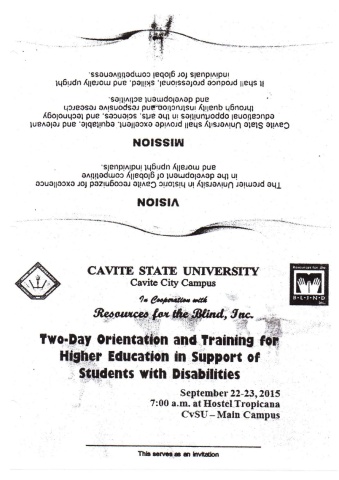 VISION
The premier University in historic Cavite recognized for excellence
in the development of globally competitive
and morally upright individuals.
MISSION
Cavite State University shall provide excellent, equitable, and relevant
educational opportunities in the arts, sciences, and technology
through quality instruction and responsive research
and development activities.
It shall produce professional, skilled, and morally upright
individuals for global competitiveness.
CAVITE STATE UNIVERSITY
Cavite City Campus
In Cooperation with
Resources for the Blind, Inc.
Resources for the
B·L·I·N·D
Inc.
Two-Day Orientation and Training for
Higher Education in Support of
Students with Disabilities
September 22-23, 2015
7:00 a.m. at Hostel Tropicana
CvSU – Main Campus
This serves as an invitation